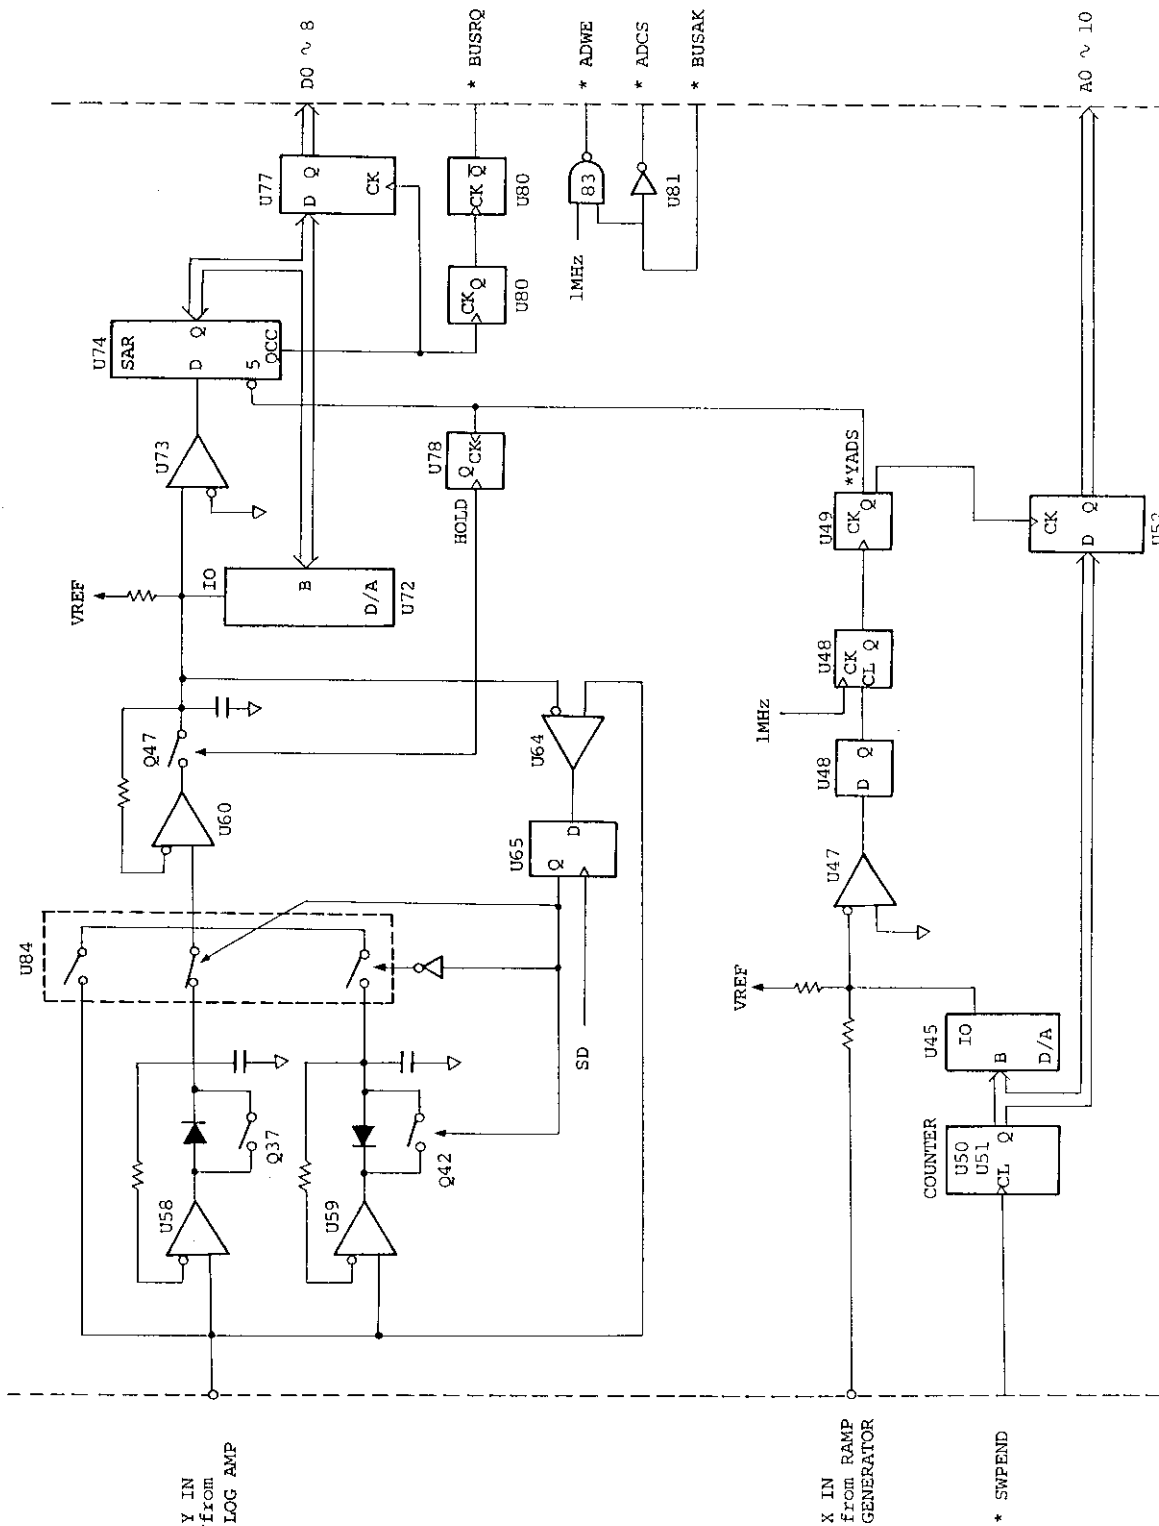 Y IN
from
LOG AMP
U84
U58
Q37
U59
Q42
SD
U60
Q47
U65
Q
D
U64
VREF
IO
B
D/A
U72
HOLD
U73
U74
SAR
D
Q
5
QCC
U78
Q
CK
U77
D
Q
CK
U80
CK
Q
U80
CK
Q̅
1MHz
83
U81
D0 ~ 8
* BUSRQ
* ADWE
* ADCS
* BUSAK
X IN
from RAMP
GENERATOR
* SWPEND
COUNTER
U50
U51
Q
CL
U45
IO
B
D/A
VREF
U47
U48
D
Q
1MHz
U48
CK
CL
Q
U49
CK
Q
*YADS
CK
D
Q
A0 ~ 10